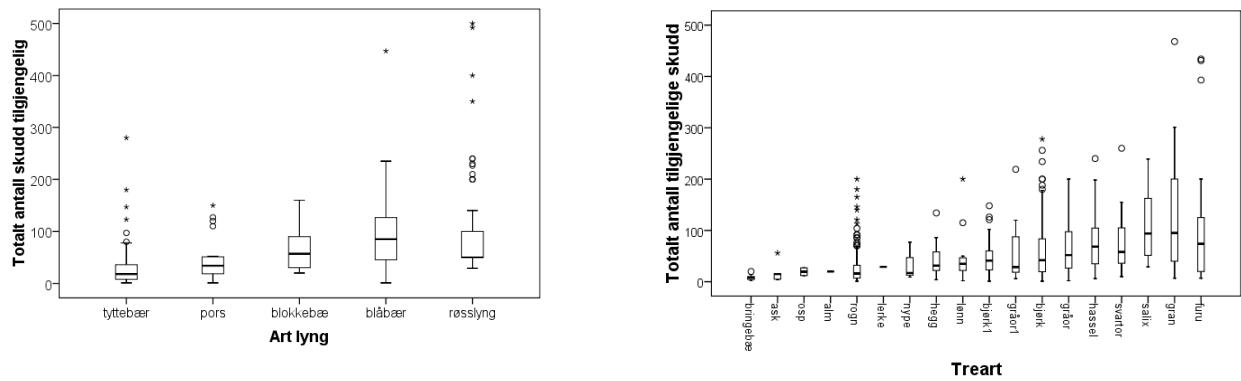 Totalt antall skudd tilgjengelig
500
400
300
200
100
0
tyttebær pors blokkebæ blåbær røsslyng
Art lyng
Totalt antall tilgjengelige skudd
500
400
300
200
100
0
bringebæ ask osp alm rogn lerke nype hegg lønn bjørk1 gråor1 bjørk gråor hassel svartor salix gran furu
Treart